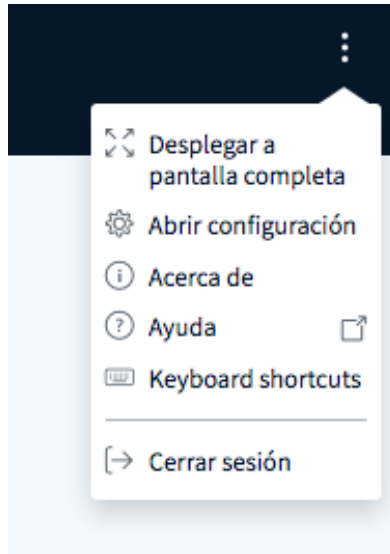 Desplegar a
pantalla completa
Abrir configuración
Acerca de
Ayuda
Keyboard shortcuts
Cerrar sesión